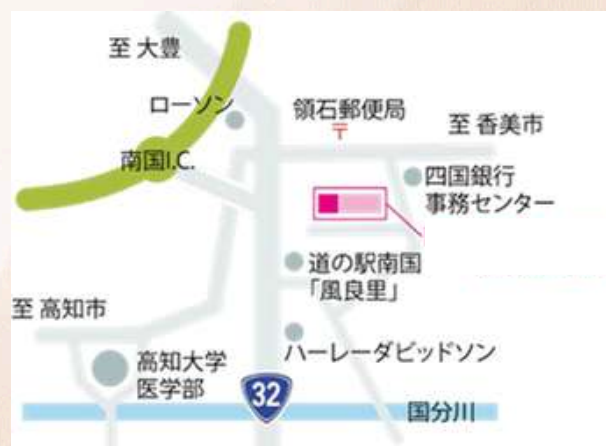 至 大豊
ローソン
領石郵便局
〒
至 香美市
南国I.C.
四国銀行
事務センター
道の駅南国
「風良里」
至 高知市
ハーレーダビッドソン
高知大学
医学部
32
国分川